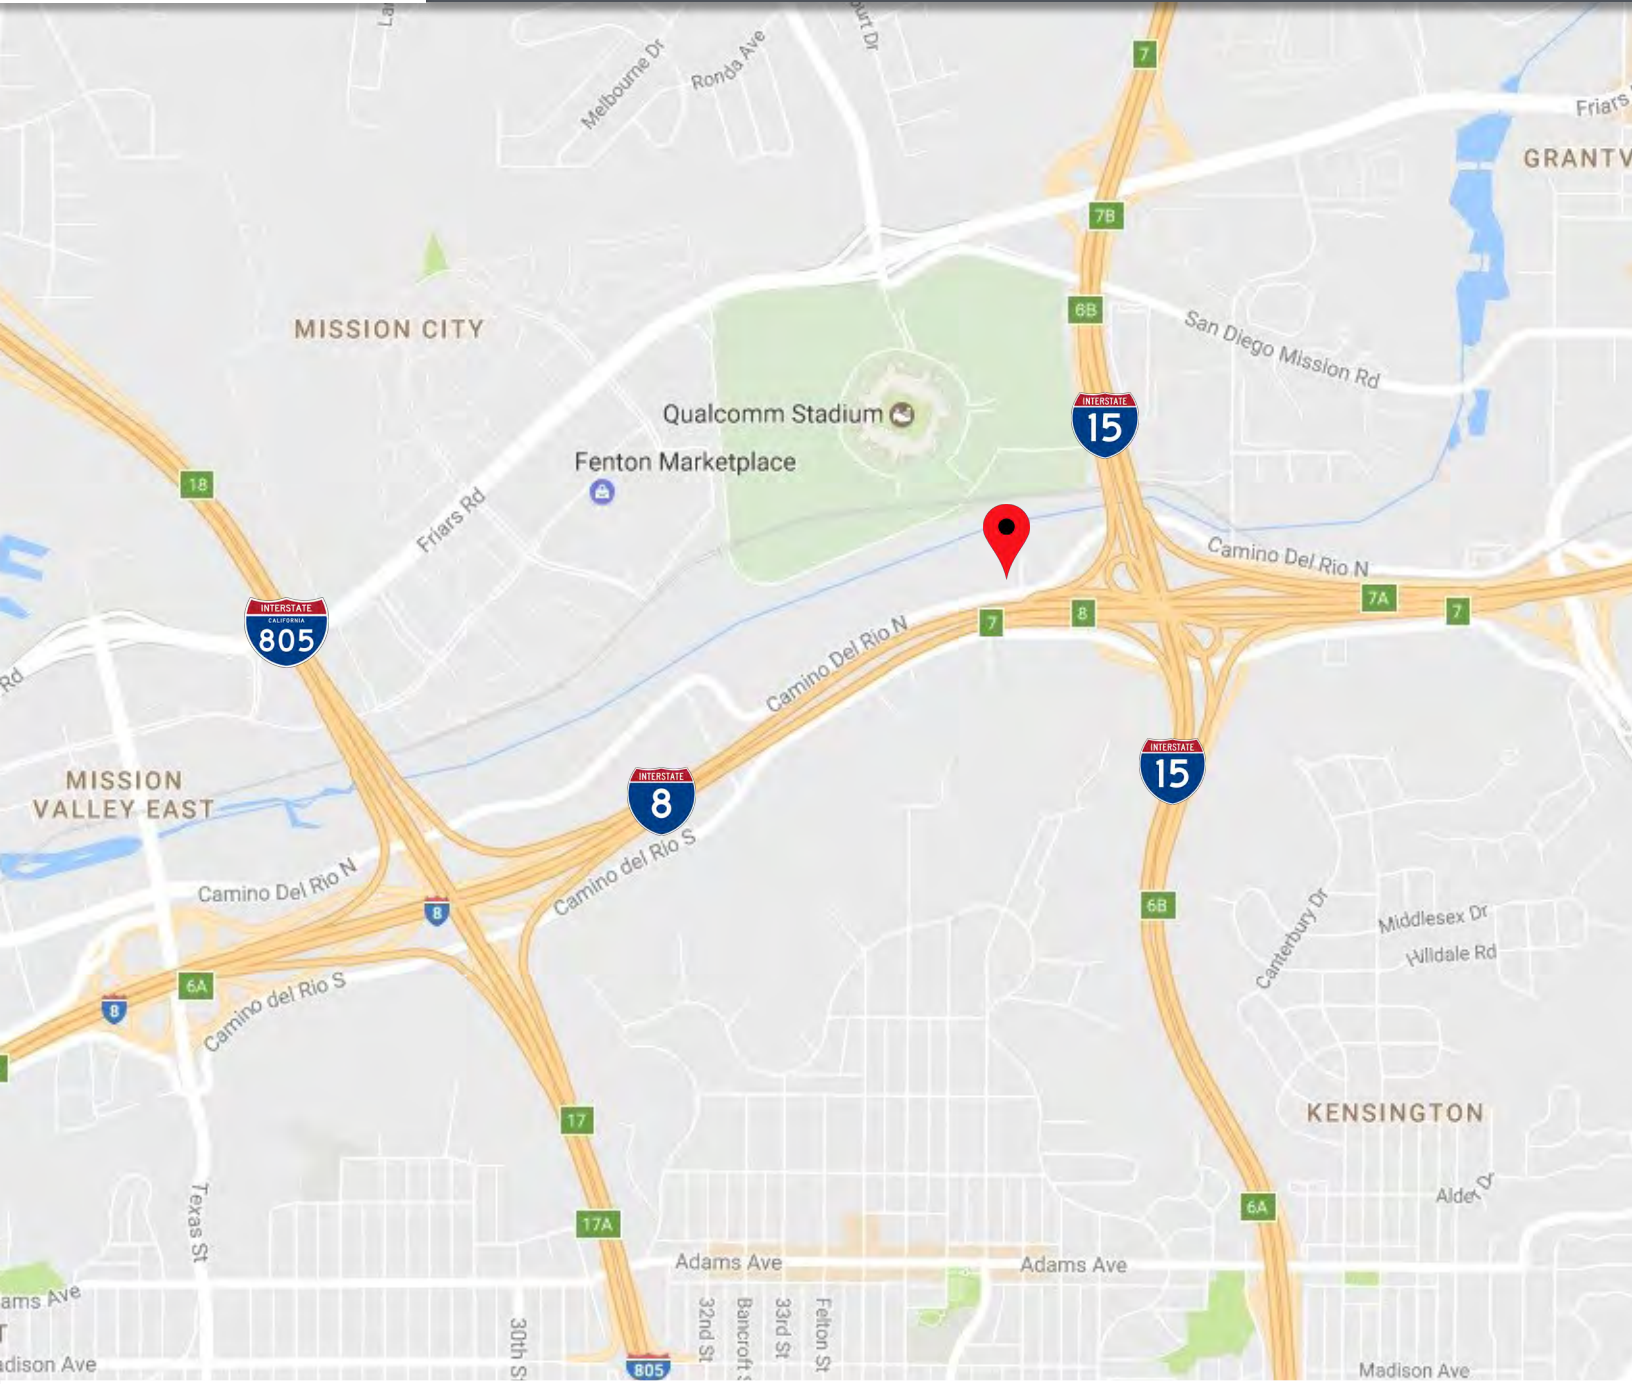 Melbourne Dr
Ronda Ave
7
Friars
GRANTV
7B
6B
San Diego Mission Rd
MISSION CITY
Qualcomm Stadium
INTERSTATE
15
Fenton Marketplace
18
Friars Rd
Camino Del Rio N
7A
7
8
7
INTERSTATE
CALIFORNIA
805
Camino Del Rio N
Rd
INTERSTATE
15
INTERSTATE
8
MISSION
VALLEY EAST
Camino del Rio S
Camino Del Rio N
8
6B
Canterbury Dr
Middlesex Dr
Hilldale Rd
6A
8
Camino del Rio S
17
KENSINGTON
Alder Dr
6A
Texas St
17A
Adams Ave
Adams Ave
ams Ave
32nd St
Bancroft
33rd St
Felton St
30th S
T
adison Ave
805
Madison Ave